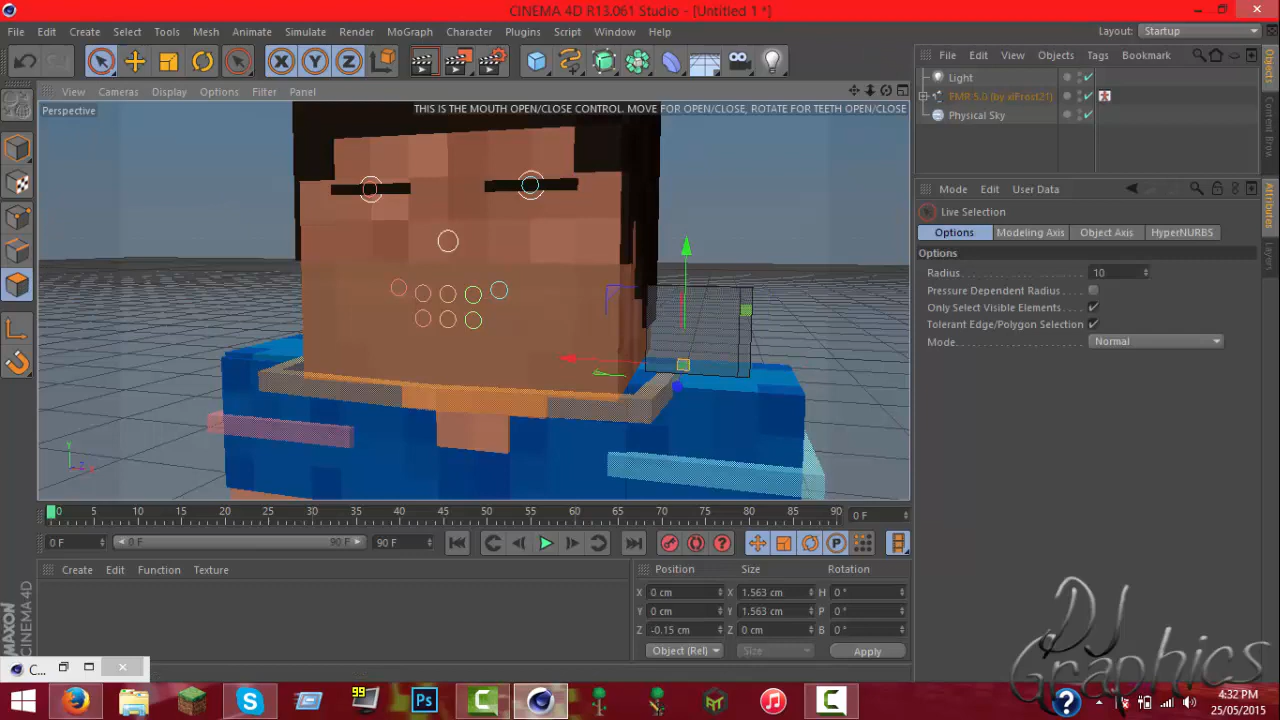 CINEMA 4D R13.061 Studio - [Untitled 1 *]
File Edit Create Select Tools Mesh Animate Simulate Render MoGraph Character Plugins Script Window Help Layout: Startup
X Y Z
File Edit View Objects Tags Bookmark
View Cameras Display Options Filter Panel
Perspective
THIS IS THE MOUTH OPEN/CLOSE CONTROL. MOVE FOR OPEN/CLOSE, ROTATE FOR TEETH OPEN/CLOSE
Light
FMR 5.0 (by xlFrost21)
Physical Sky
Objects
Content Brow
Mode Edit User Data
Live Selection
Options Modeling Axis Object Axis HyperNURBS
Options
Radius 10
Pressure Dependent Radius
Only Select Visible Elements
Tolerant Edge/Polygon Selection
Mode Normal
Attributes
Layers
0 5 10 15 20 25 30 35 40 45 50 55 60 65 70 75 80 85 90 0 F
0 F 0 F 90 F 90 F
P
Create Edit Function Texture
Position Size Rotation
X 0 cm X 1.563 cm H 0 °
Y 0 cm Y 1.563 cm P 0 °
Z -0.15 cm Z 0 cm B 0 °
Object (Rel) Size Apply
MAXON
CINEMA 4D
C...
DJ
Graphics
99
Ps
4:32 PM
25/05/2015